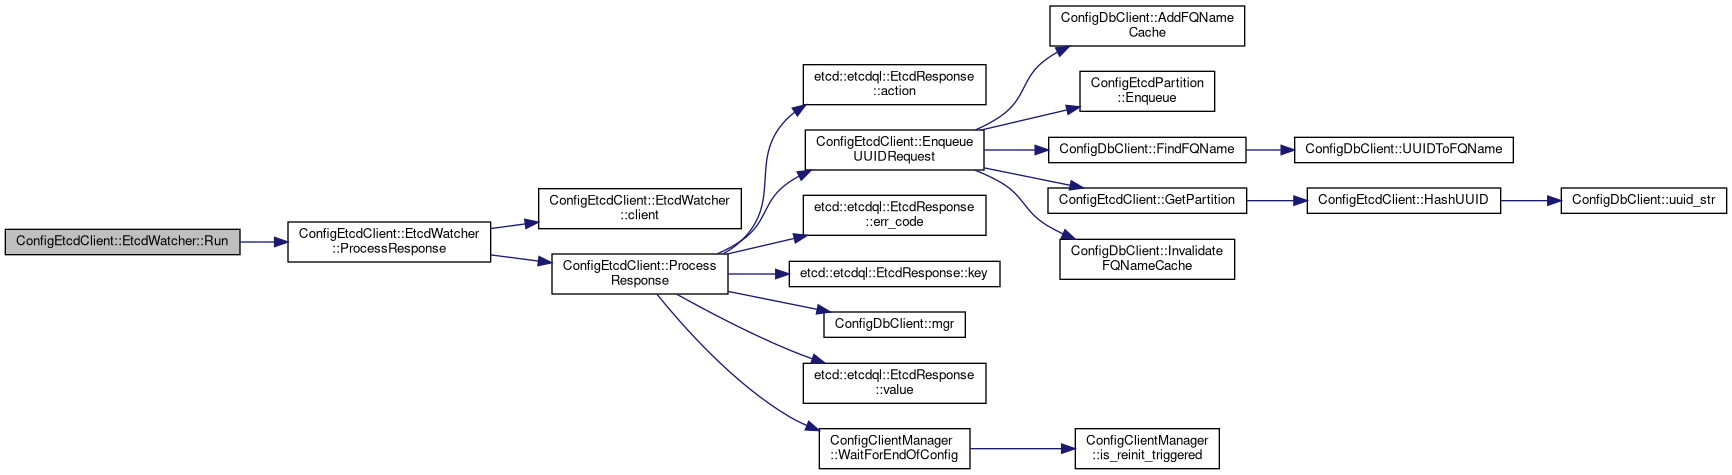 ConfigEtcdClient::EtcdWatcher::Run
ConfigEtcdClient::EtcdWatcher
::ProcessResponse
ConfigEtcdClient::EtcdWatcher
::client
ConfigEtcdClient::Process
Response
etcd::etcdql::EtcdResponse
::action
ConfigEtcdClient::Enqueue
UUIDRequest
etcd::etcdql::EtcdResponse
::err_code
etcd::etcdql::EtcdResponse::key
ConfigDbClient::mgr
etcd::etcdql::EtcdResponse
::value
ConfigClientManager
::WaitForEndOfConfig
ConfigDbClient::AddFQName
Cache
ConfigEtcdPartition
::Enqueue
ConfigDbClient::FindFQName
ConfigEtcdClient::GetPartition
ConfigDbClient::Invalidate
FQNameCache
ConfigClientManager
::is_reinit_triggered
ConfigDbClient::UUIDToFQName
ConfigEtcdClient::HashUUID
ConfigDbClient::uuid_str